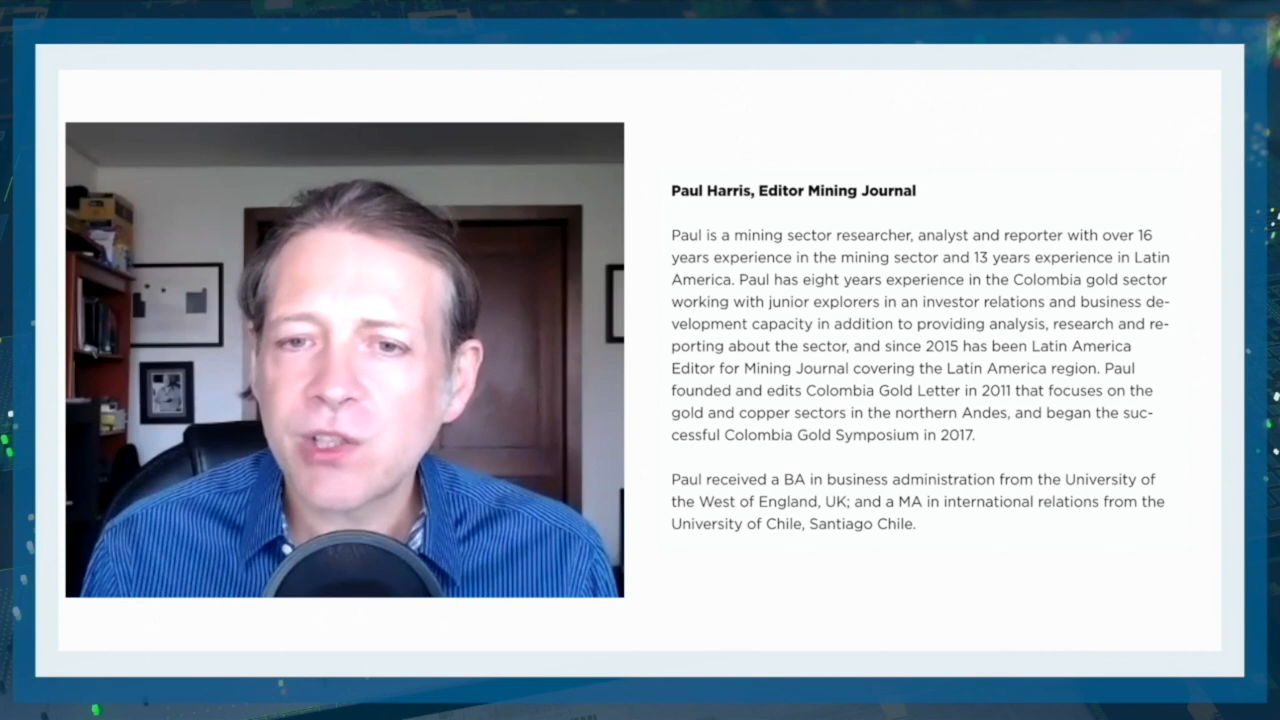 Paul Harris, Editor Mining Journal
Paul is a mining sector researcher, analyst and reporter with over 16
years experience in the mining sector and 13 years experience in Latin
America. Paul has eight years experience in the Colombia gold sector
working with junior explorers in an investor relations and business de-
velopment capacity in addition to providing analysis, research and re-
porting about the sector, and since 2015 has been Latin America
Editor for Mining Journal covering the Latin America region. Paul
founded and edits Colombia Gold Letter in 2011 that focuses on the
gold and copper sectors in the northern Andes, and began the suc-
cessful Colombia Gold Symposium in 2017.
Paul received a BA in business administration from the University of
the West of England, UK; and a MA in international relations from the
University of Chile, Santiago Chile.